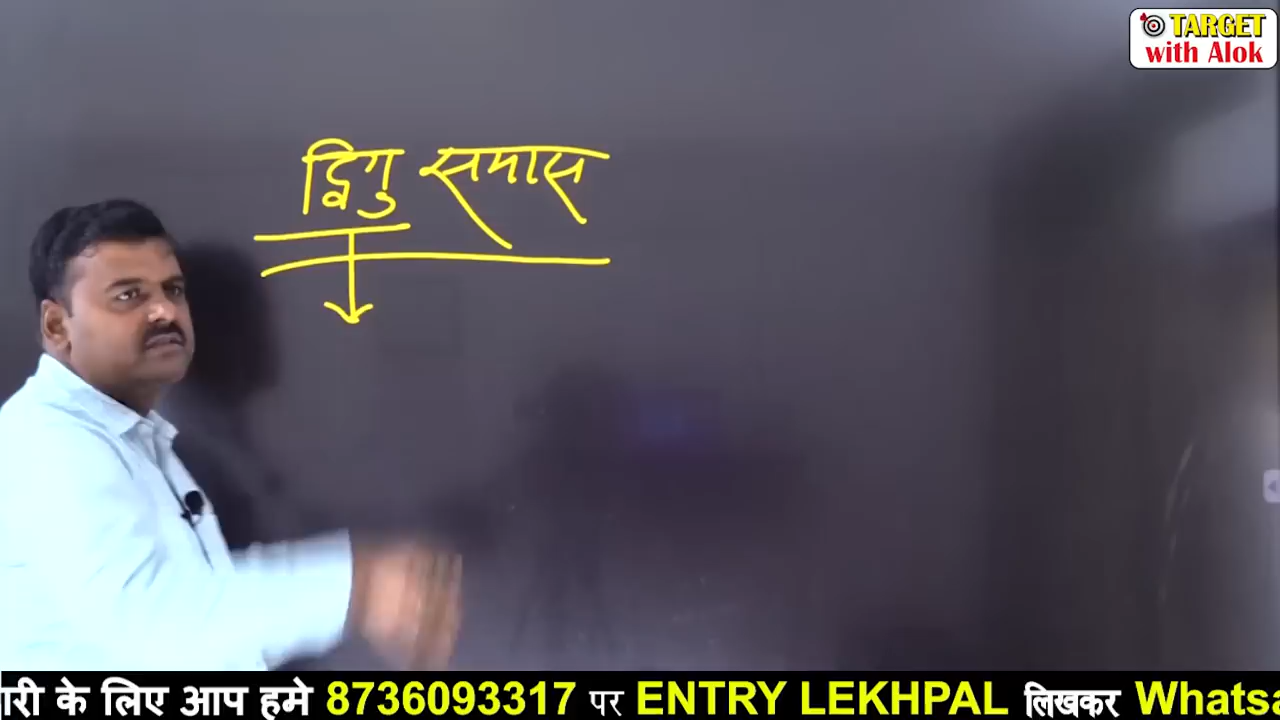 TARGET
with Alok
द्विगु समास
री के लिए आप हमे 8736093317 पर ENTRY LEKHPAL लिखकर Whatsa